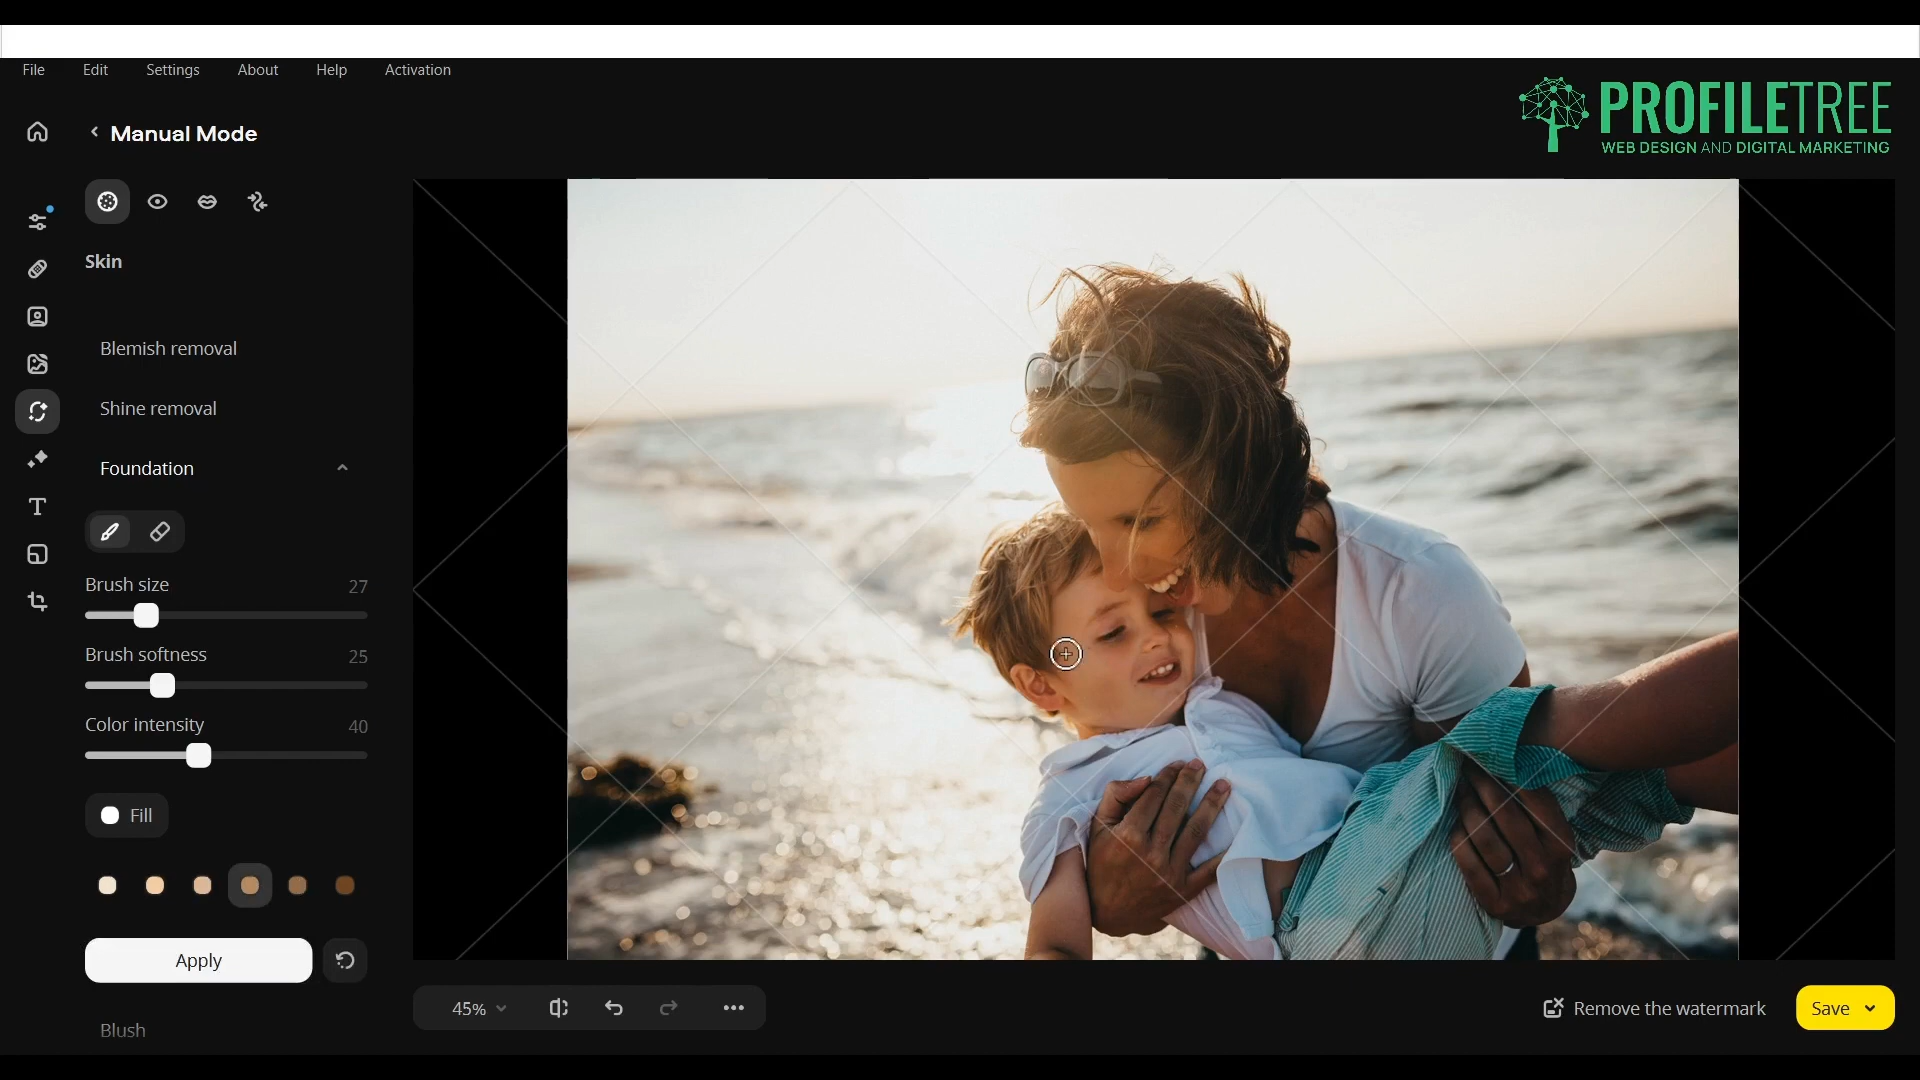 File Edit Settings About Help Activation
PROFILETREE
WEB DESIGN AND DIGITAL MARKETING
Manual Mode
Skin
Blemish removal
Shine removal
Foundation
Brush size 27
Brush softness 25
Color intensity 40
Fill
Apply
Blush
45%
Remove the watermark
Save